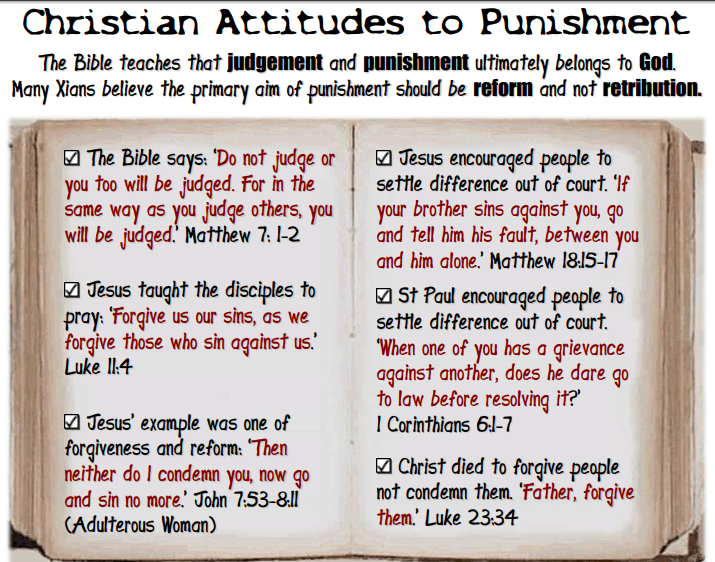 Christian Attitudes to Punishment
The Bible teaches that judgement and punishment ultimately belongs to God.
Many Xians believe the primary aim of punishment should be reform and not retribution.
☑ The Bible says: 'Do not judge or
you too will be judged. For in the
same way as you judge others, you
will be judged.' Matthew 7: 1-2
☑ Jesus taught the disciples to
pray: 'Forgive us our sins, as we
forgive those who sin against us.'
Luke 11:4
☑ Jesus' example was one of
forgiveness and reform: 'Then
neither do I condemn you, now go
and sin no more.' John 7:53-8:11
(Adulterous Woman)
☑ Jesus encouraged people to
settle difference out of court. 'If
your brother sins against you, go
and tell him his fault, between you
and him alone.' Matthew 18:15-17
☑ St Paul encouraged people to
settle difference out of court.
'When one of you has a grievance
against another, does he dare go
to law before resolving it?'
1 Corinthians 6:1-7
☑ Christ died to forgive people
not condemn them. 'Father, forgive
them.' Luke 23:34